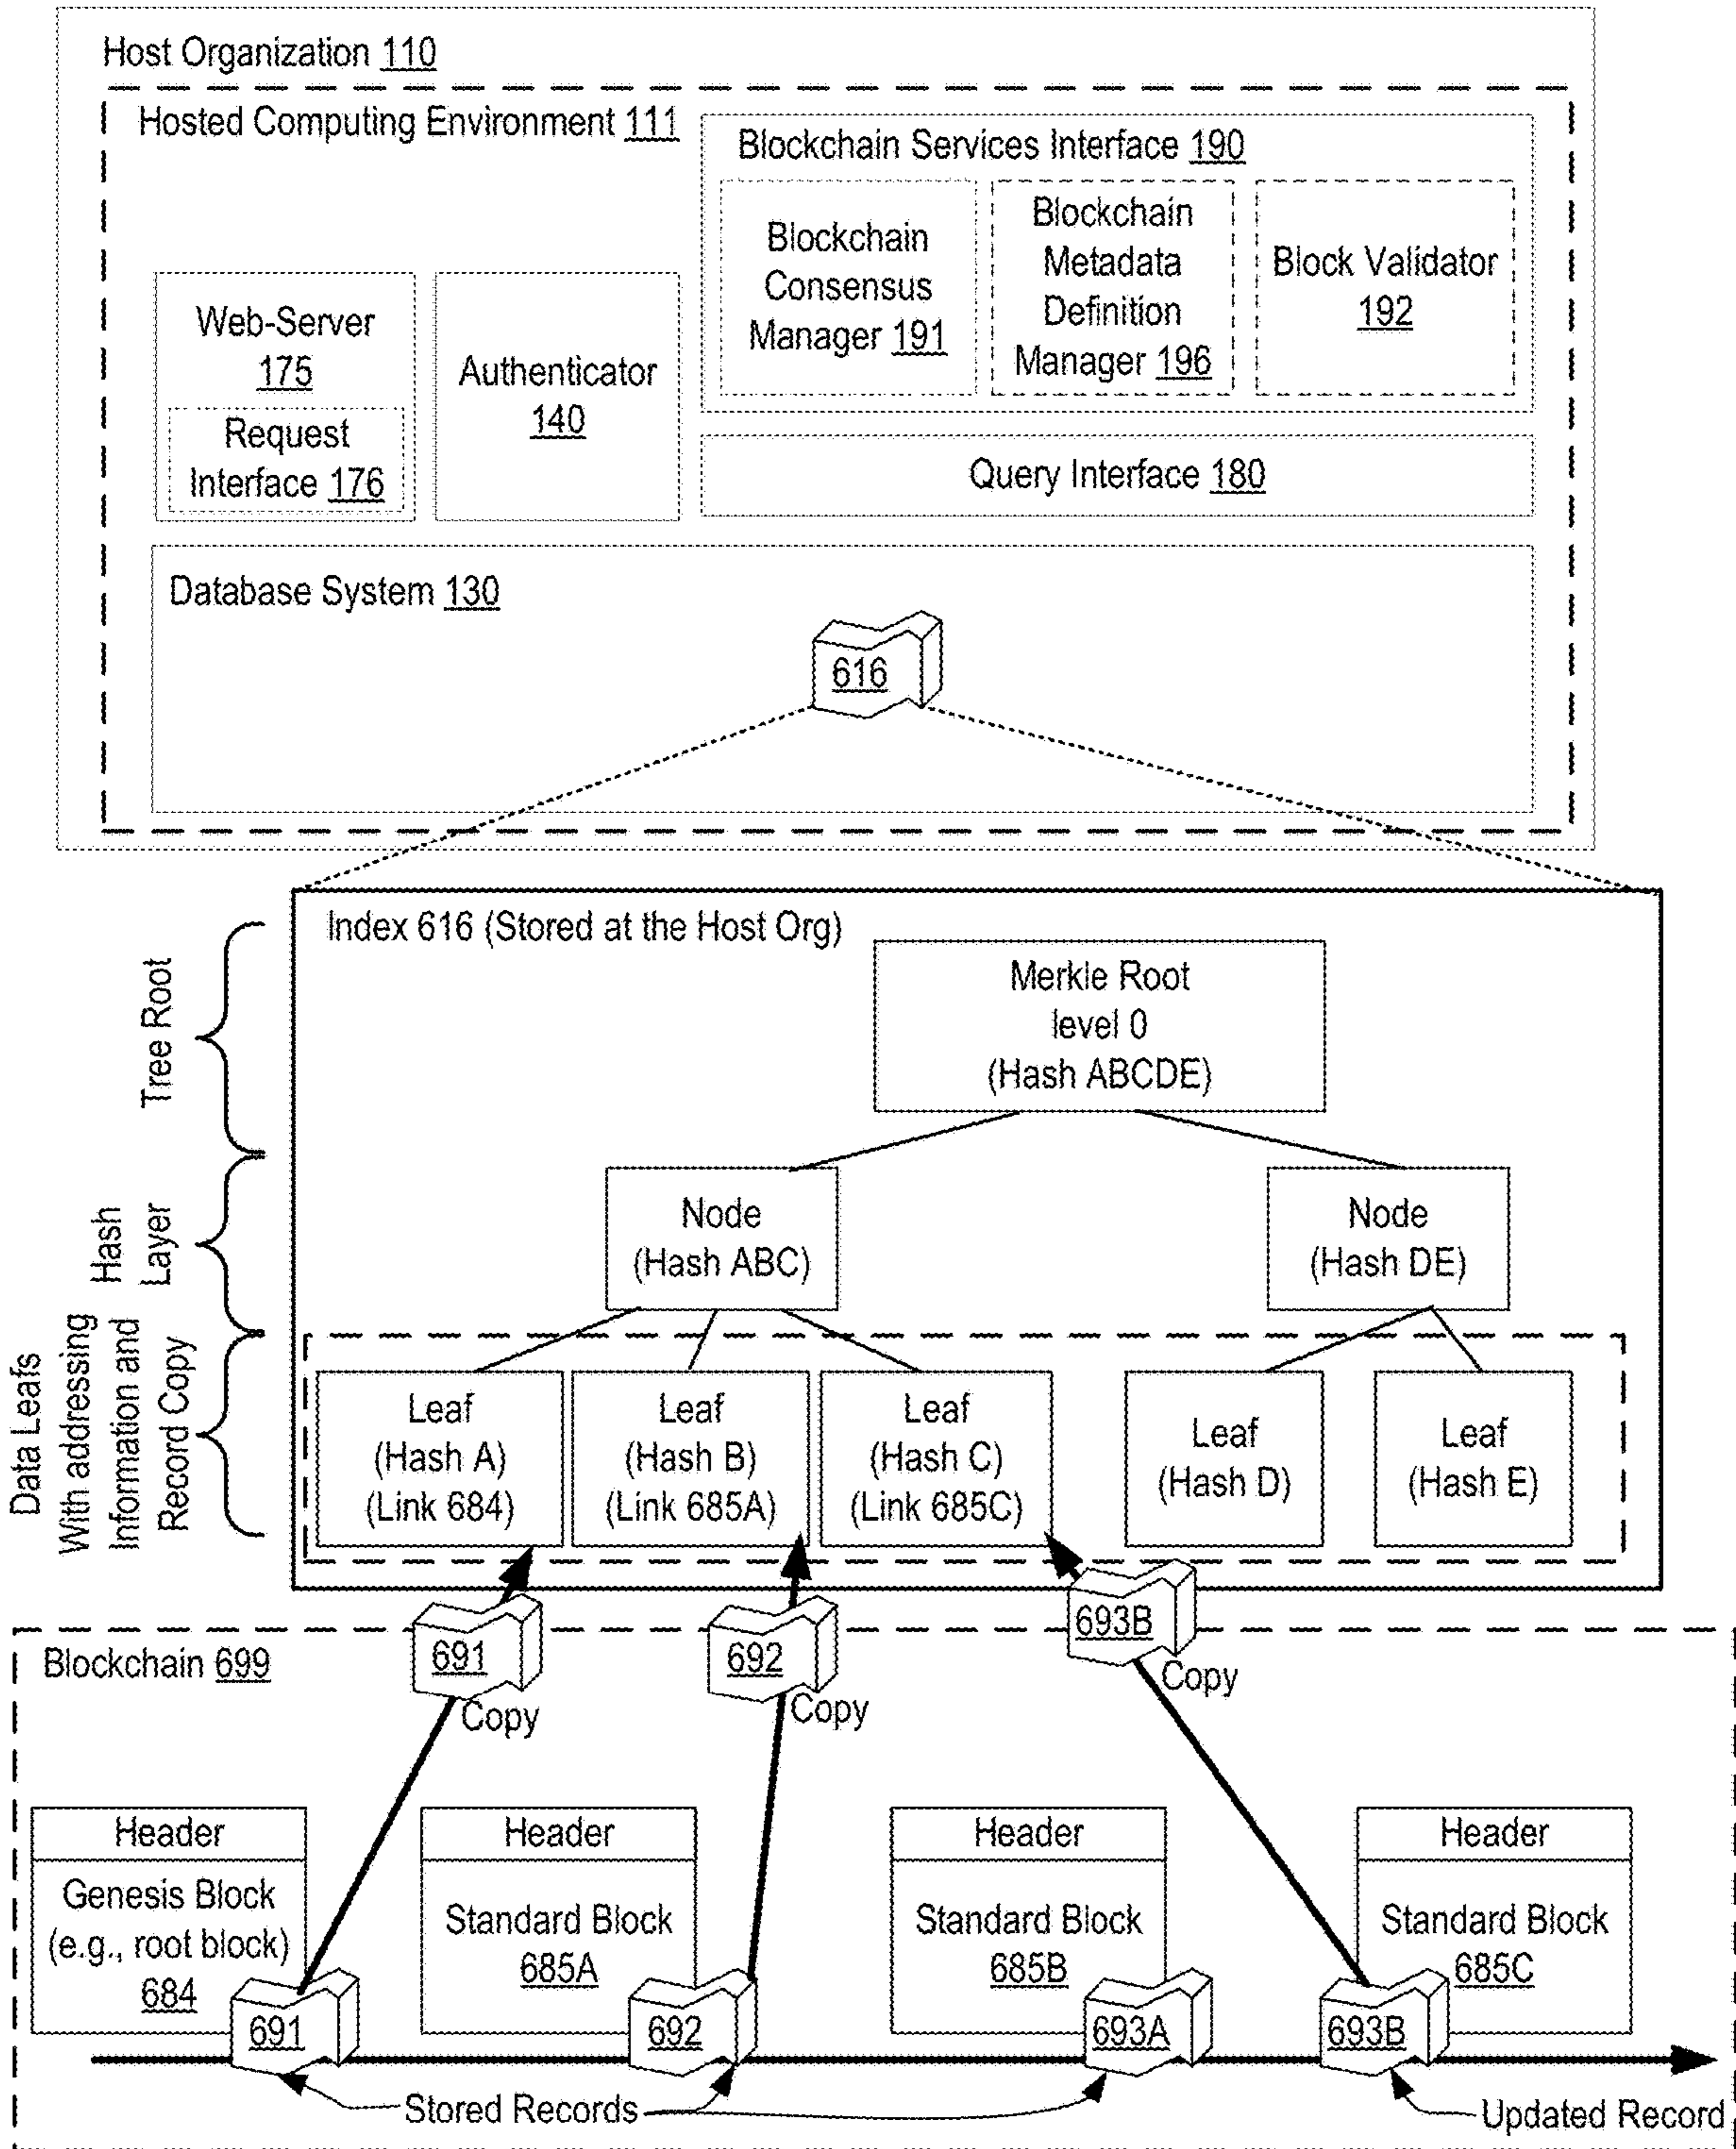 Host Organization 110
Hosted Computing Environment 111
Blockchain Services Interface 190
Blockchain
Consensus
Manager 191
Blockchain
Metadata
Definition
Manager 196
Block Validator
192
Web-Server
175
Request
Interface 176
Authenticator
140
Query Interface 180
Database System 130
616
Index 616 (Stored at the Host Org)
Tree Root
Merkle Root
level 0
(Hash ABCDE)
Hash
Layer
Node
(Hash ABC)
Node
(Hash DE)
Data Leafs
With addressing
Information and
Record Copy
Leaf
(Hash A)
(Link 684)
Leaf
(Hash B)
(Link 685A)
Leaf
(Hash C)
(Link 685C)
Leaf
(Hash D)
Leaf
(Hash E)
Blockchain 699
691
Copy
692
Copy
693B
Copy
Header
Genesis Block
(e.g., root block)
684
691
Header
Standard Block
685A
692
Header
Standard Block
685B
693A
Header
Standard Block
685C
693B
Stored Records
Updated Record